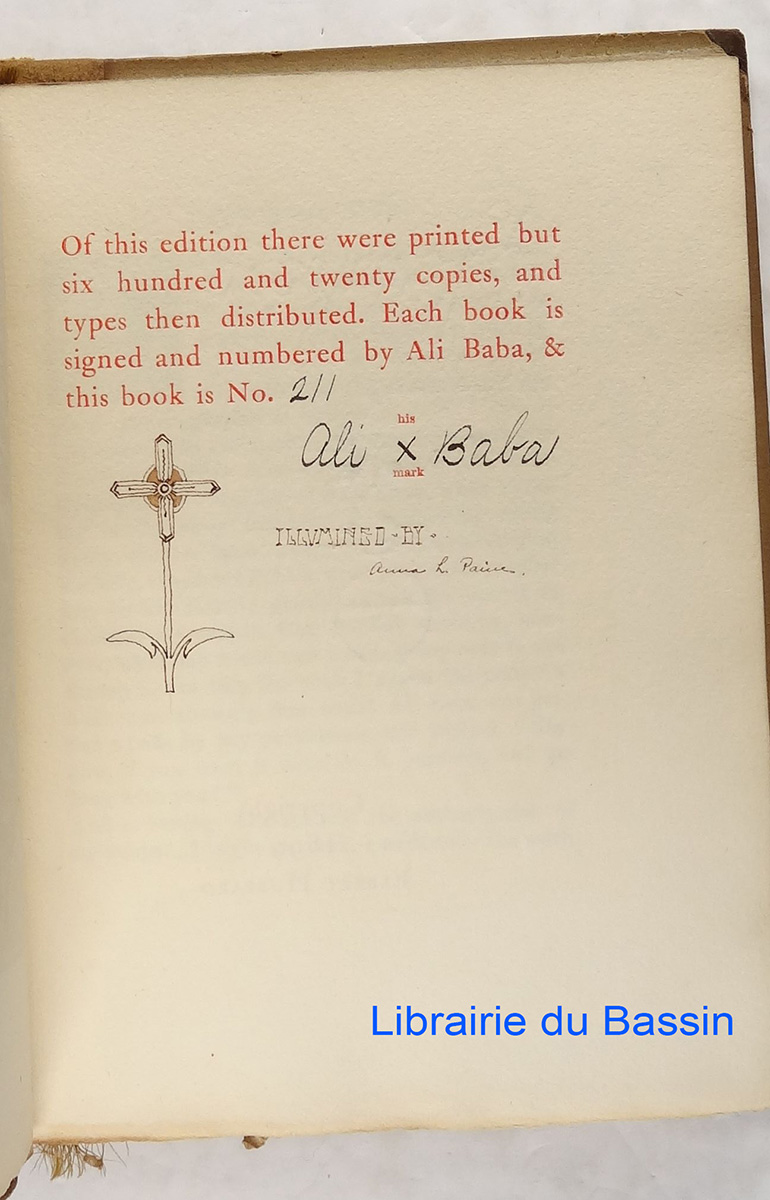 Of this edition there were printed but
six hundred and twenty copies, and
types then distributed. Each book is
signed and numbered by Ali Baba, &
this book is No. 211
his
Ali x Baba
mark
ILLVMINED BY
Anna L. Paine.
Librairie du Bassin